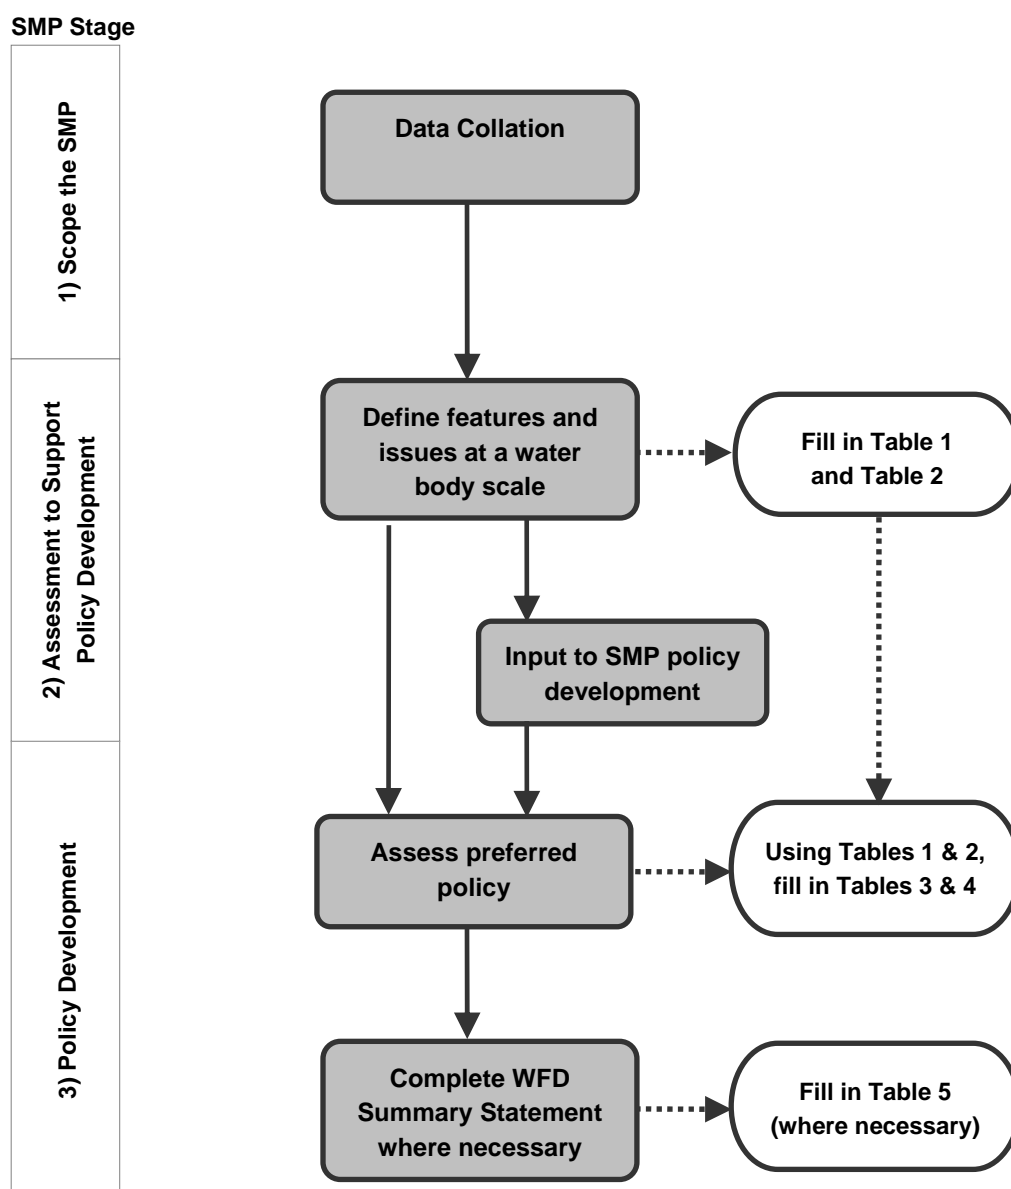 SMP Stage
1) Scope the SMP
Data Collation
2) Assessment to Support
Policy Development
Define features and
issues at a water
body scale
Fill in Table 1
and Table 2
Input to SMP policy
development
3) Policy Development
Assess preferred
policy
Using Tables 1 & 2,
fill in Tables 3 & 4
Complete WFD
Summary Statement
where necessary
Fill in Table 5
(where necessary)